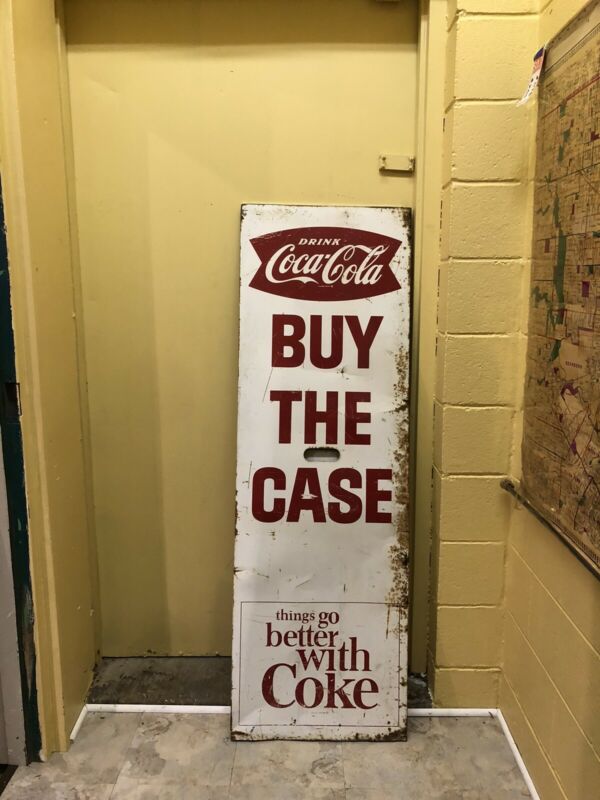 DRINK
Coca-Cola
BUY
THE
CASE
things go
better
with
Coke